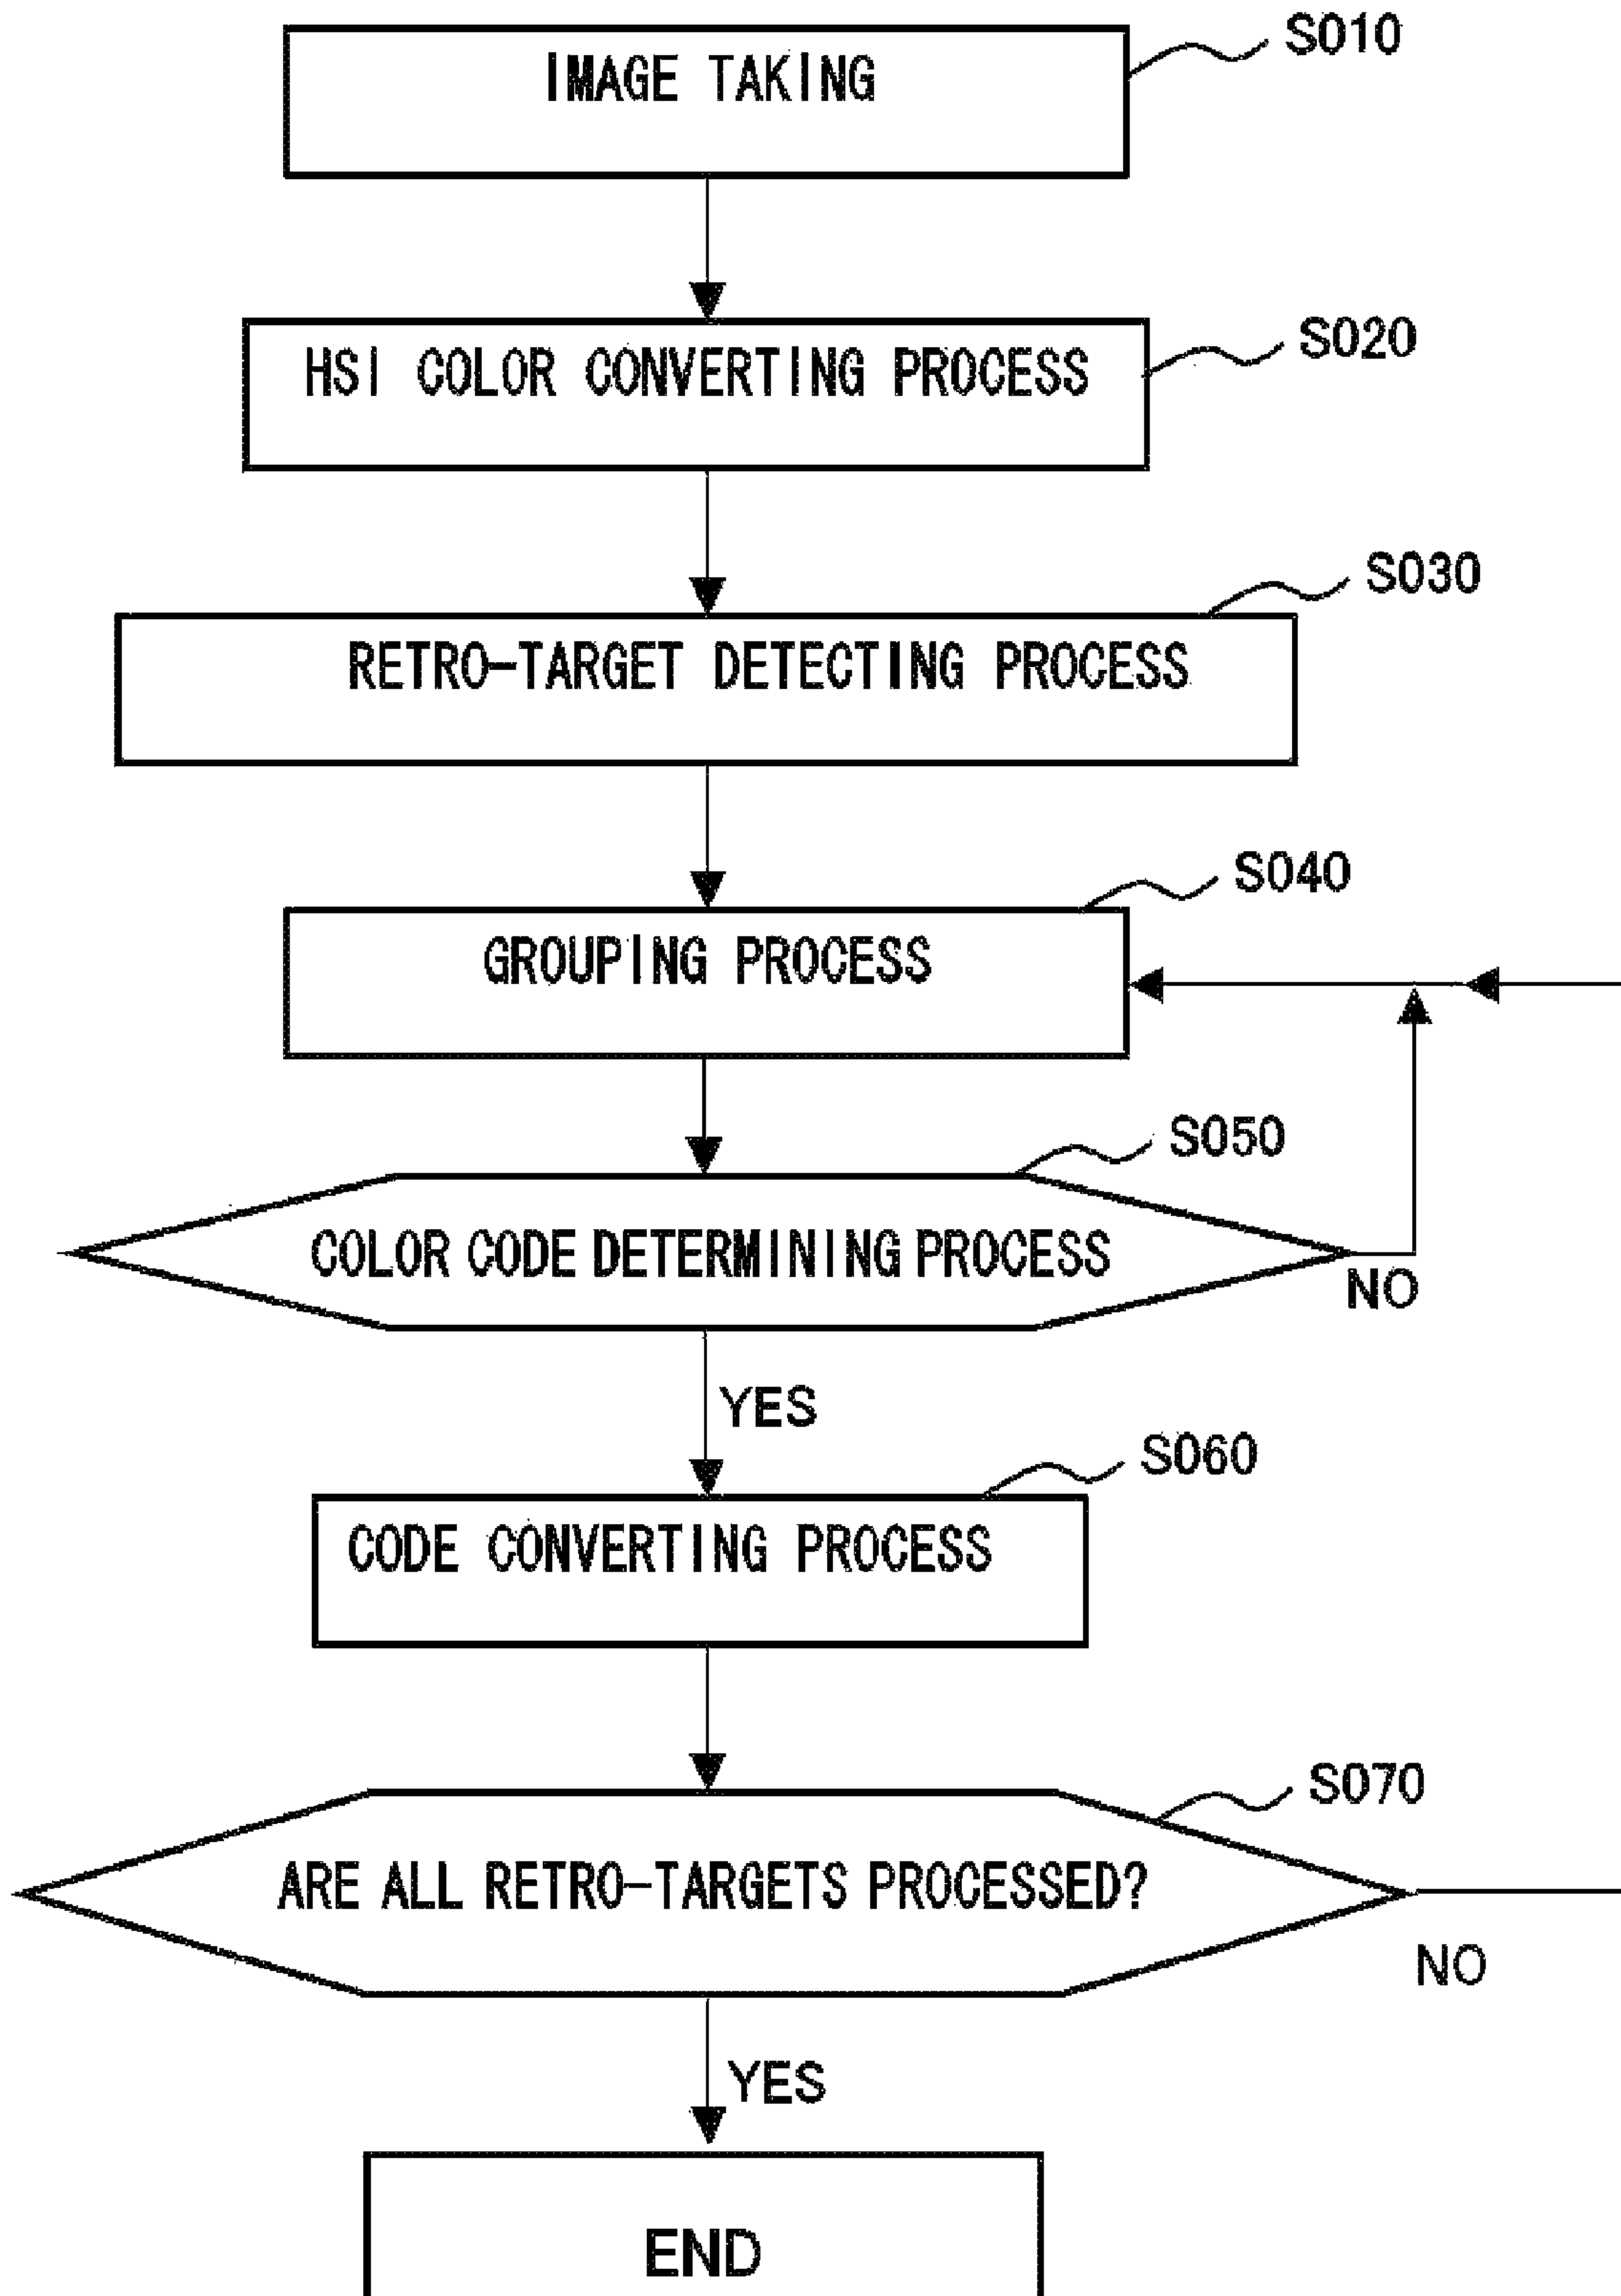 IMAGE TAKING
S010
HSI COLOR CONVERTING PROCESS
S020
RETRO-TARGET DETECTING PROCESS
S030
GROUPING PROCESS
S040
COLOR CODE DETERMINING PROCESS
S050
NO
YES
CODE CONVERTING PROCESS
S060
ARE ALL RETRO-TARGETS PROCESSED?
S070
NO
YES
END